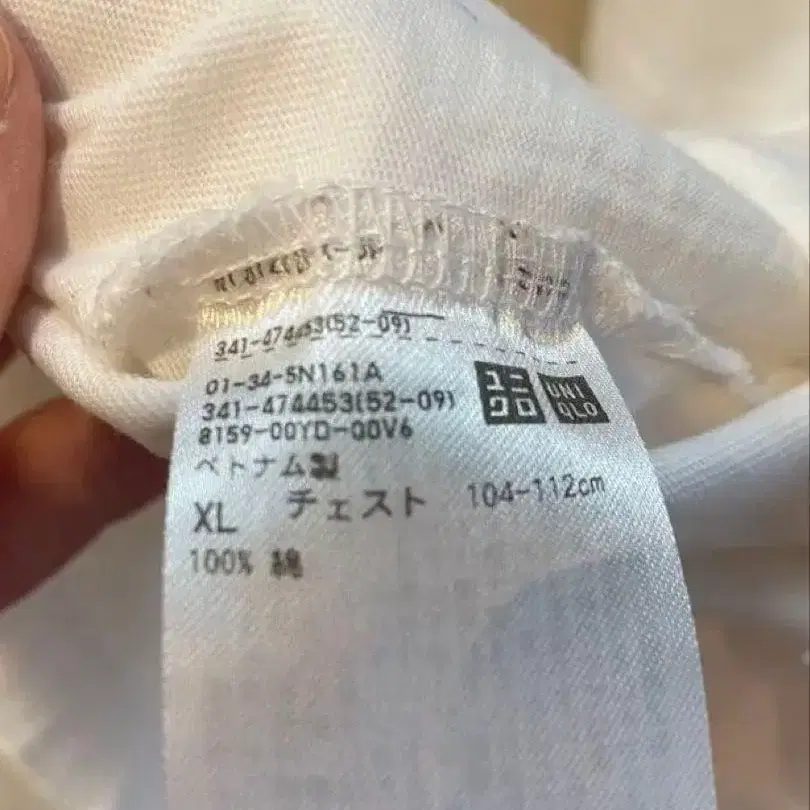 341-474453(52-09)
01-34-5N161A
341-474453(52-09)
8159-00YD-00V6
ユニクロ
UNIQLO
ベトナム製
XL チェスト 104-112cm
100% 綿